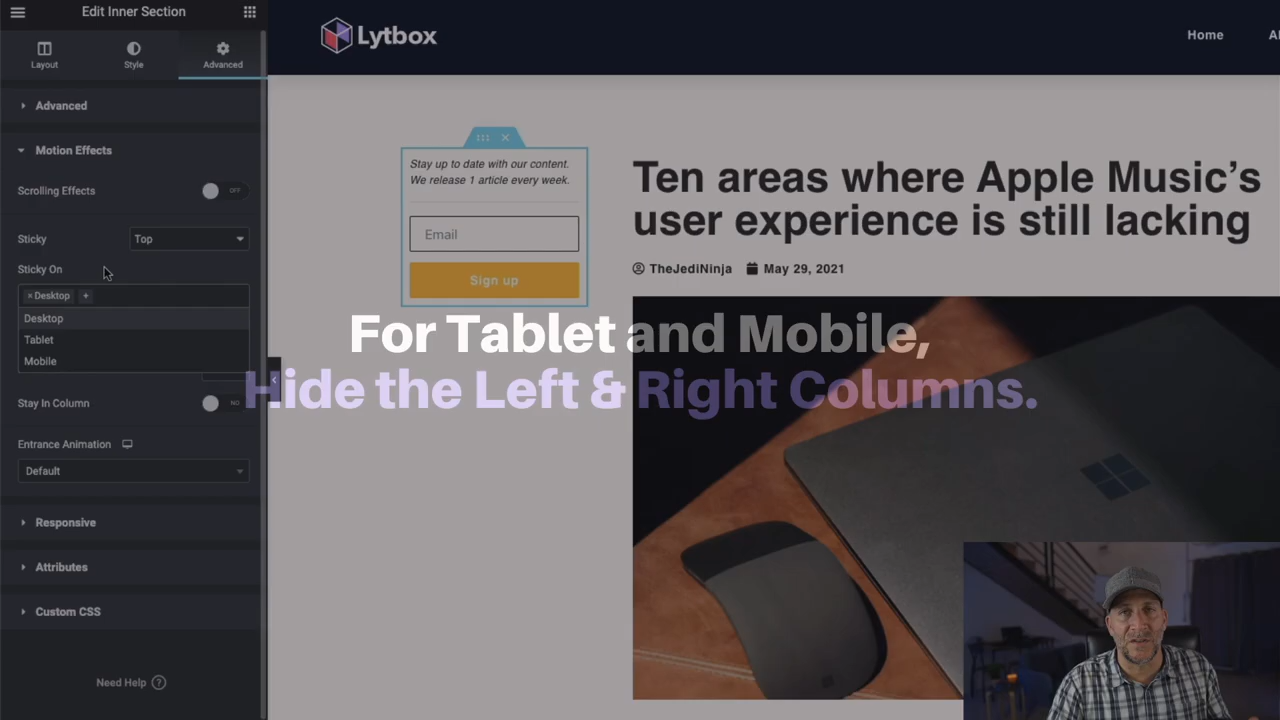 Edit Inner Section
Layout
Style
Advanced
Advanced
Motion Effects
Scrolling Effects
OFF
Sticky
Top
Sticky On
× Desktop +
Desktop
Tablet
Mobile
Stay In Column
NO
Entrance Animation
Default
Responsive
Attributes
Custom CSS
Need Help ?
Lytbox
Home
Stay up to date with our content.
We release 1 article every week.
Email
Sign up
Ten areas where Apple Music's
user experience is still lacking
TheJediNinja May 29, 2021
For Tablet and Mobile,
Hide the Left & Right Columns.